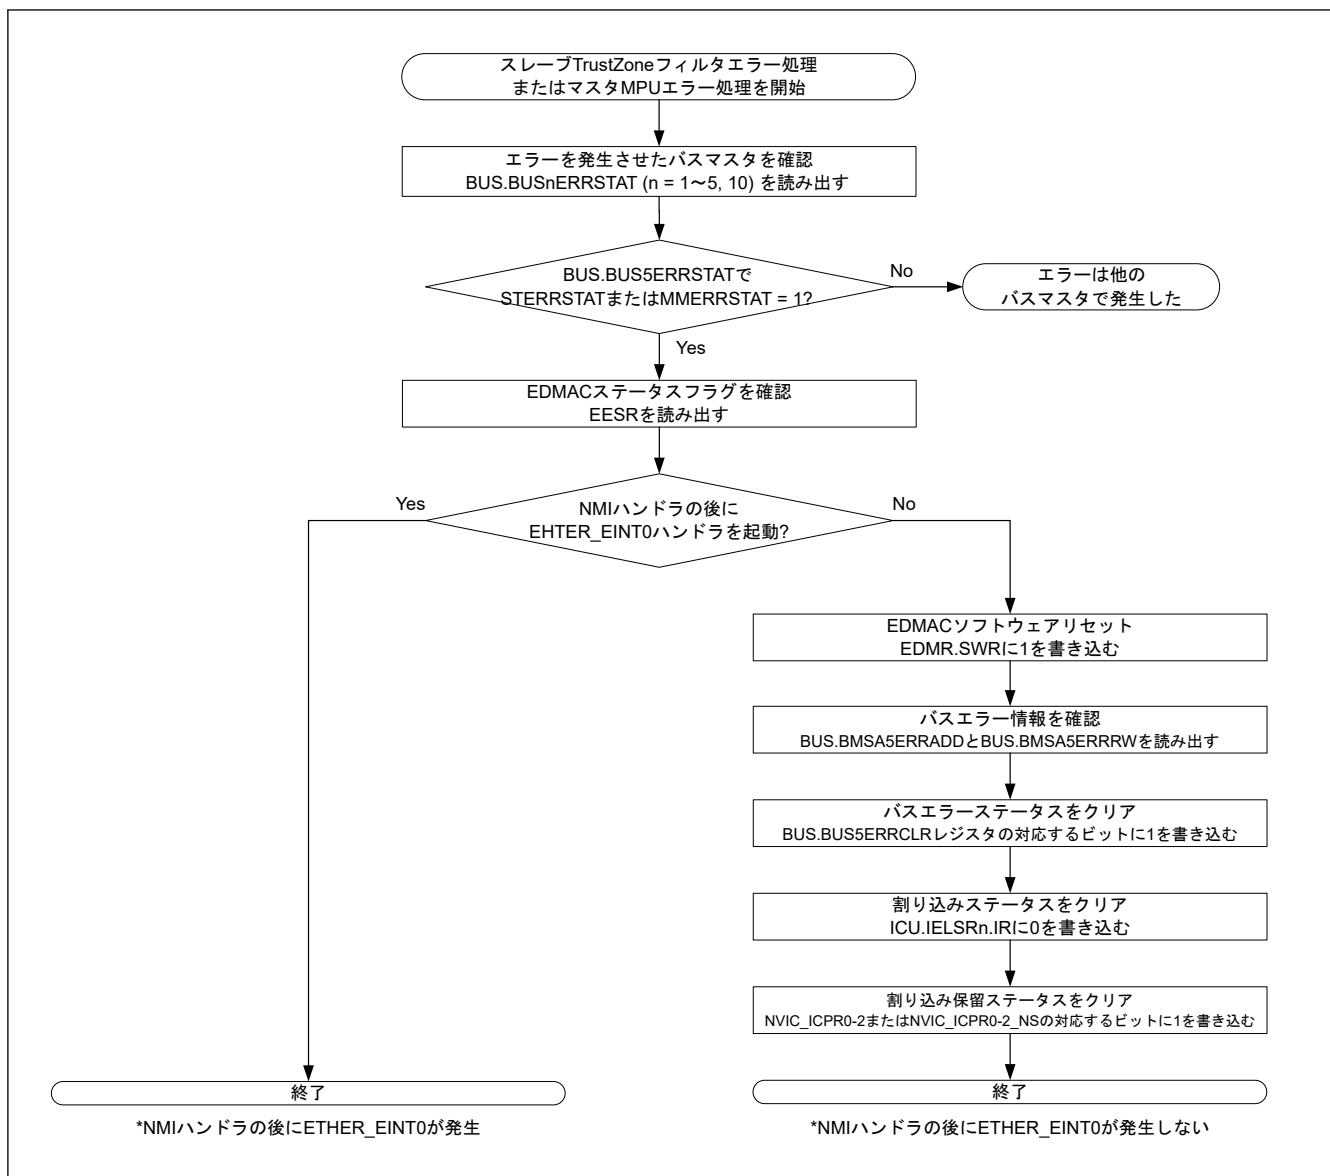 スレーブTrustZoneフィルタエラー処理
またはマスタMPUエラー処理を開始
エラーを発生させたバスマスタを確認
BUS.BUSnERRSTAT (n = 1～5, 10) を読み出す
BUS.BUS5ERRSTATで
STERRSTATまたはMMERRSTAT = 1?
No
エラーは他の
バスマスタで発生した
Yes
EDMACステータスフラグを確認
EESRを読み出す
Yes
NMIハンドラの後に
EHTER_EINT0ハンドラを起動?
No
EDMACソフトウェアリセット
EDMR.SWRに1を書き込む
バスエラー情報を確認
BUS.BMSA5ERRADDとBUS.BMSA5ERRRWを読み出す
バスエラーステータスをクリア
BUS.BUS5ERRCLRレジスタの対応するビットに1を書き込む
割り込みステータスをクリア
ICU.IELSRn.IRに0を書き込む
割り込み保留ステータスをクリア
NVIC_ICPR0-2またはNVIC_ICPR0-2_NSの対応するビットに1を書き込む
終了
*NMIハンドラの後にETHER_EINT0が発生
終了
*NMIハンドラの後にETHER_EINT0が発生しない